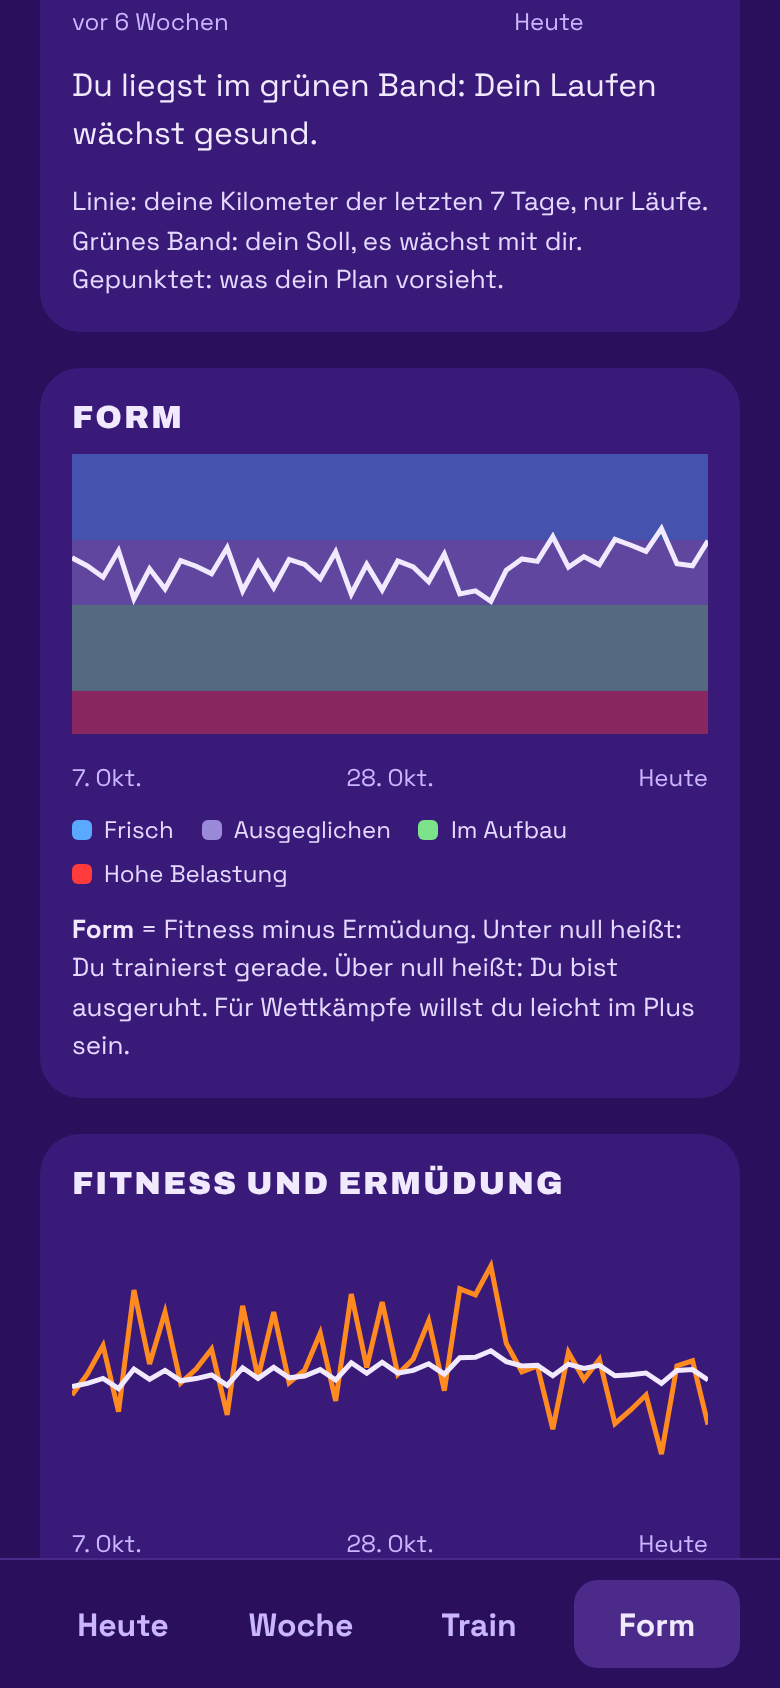 vor 6 Wochen Heute
Du liegst im grünen Band: Dein Laufen
wächst gesund.
Linie: deine Kilometer der letzten 7 Tage, nur Läufe.
Grünes Band: dein Soll, es wächst mit dir.
Gepunktet: was dein Plan vorsieht.
FORM
7. Okt. 28. Okt. Heute
Frisch Ausgeglichen Im Aufbau
Hohe Belastung
Form = Fitness minus Ermüdung. Unter null heißt:
Du trainierst gerade. Über null heißt: Du bist
ausgeruht. Für Wettkämpfe willst du leicht im Plus
sein.
FITNESS UND ERMÜDUNG
7. Okt. 28. Okt. Heute
Heute Woche Train Form